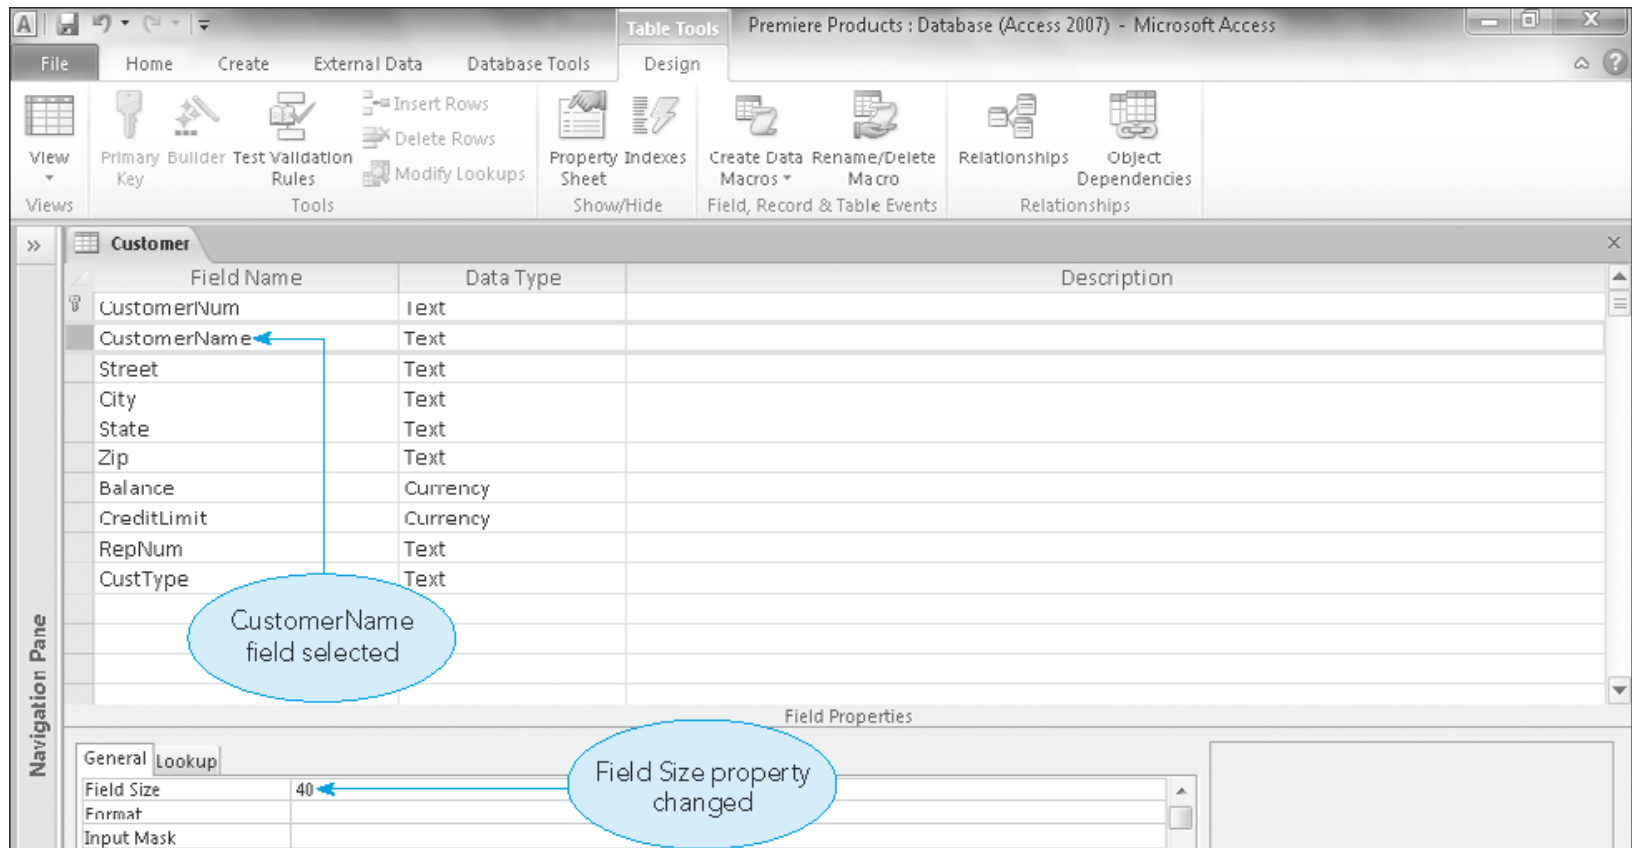 Table Tools
Premiere Products : Database (Access 2007) - Microsoft Access
File Home Create External Data Database Tools Design
View
Primary Key
Builder
Test Validation Rules
Insert Rows
Delete Rows
Modify Lookups
Property Sheet
Indexes
Create Data Macros
Rename/Delete Macro
Relationships
Object Dependencies
Views Tools Show/Hide Field, Record & Table Events Relationships
Customer
Field Name Data Type Description
CustomerNum Text
CustomerName Text
Street Text
City Text
State Text
Zip Text
Balance Currency
CreditLimit Currency
RepNum Text
CustType Text
CustomerName
field selected
Navigation Pane
Field Properties
General Lookup
Field Size 40
Format
Input Mask
Field Size property
changed